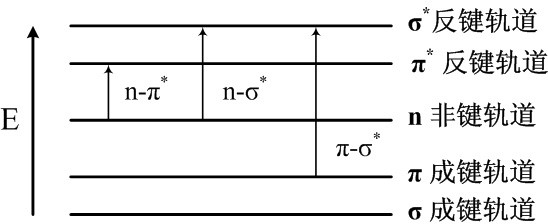 σ*反键轨道
π* 反键轨道
n-π*
n-σ*
E
n 非键轨道
π-σ*
π 成键轨道
σ 成键轨道